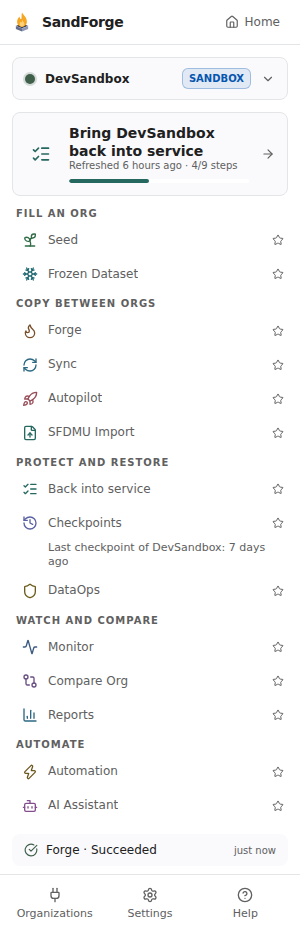 SandForge
Home
DevSandbox
SANDBOX
Bring DevSandbox
back into service
Refreshed 6 hours ago · 4/9 steps
FILL AN ORG
Seed
Frozen Dataset
COPY BETWEEN ORGS
Forge
Sync
Autopilot
SFDMU Import
PROTECT AND RESTORE
Back into service
Checkpoints
Last checkpoint of DevSandbox: 7 days
ago
DataOps
WATCH AND COMPARE
Monitor
Compare Org
Reports
AUTOMATE
Automation
AI Assistant
Forge · Succeeded
just now
Organizations
Settings
Help